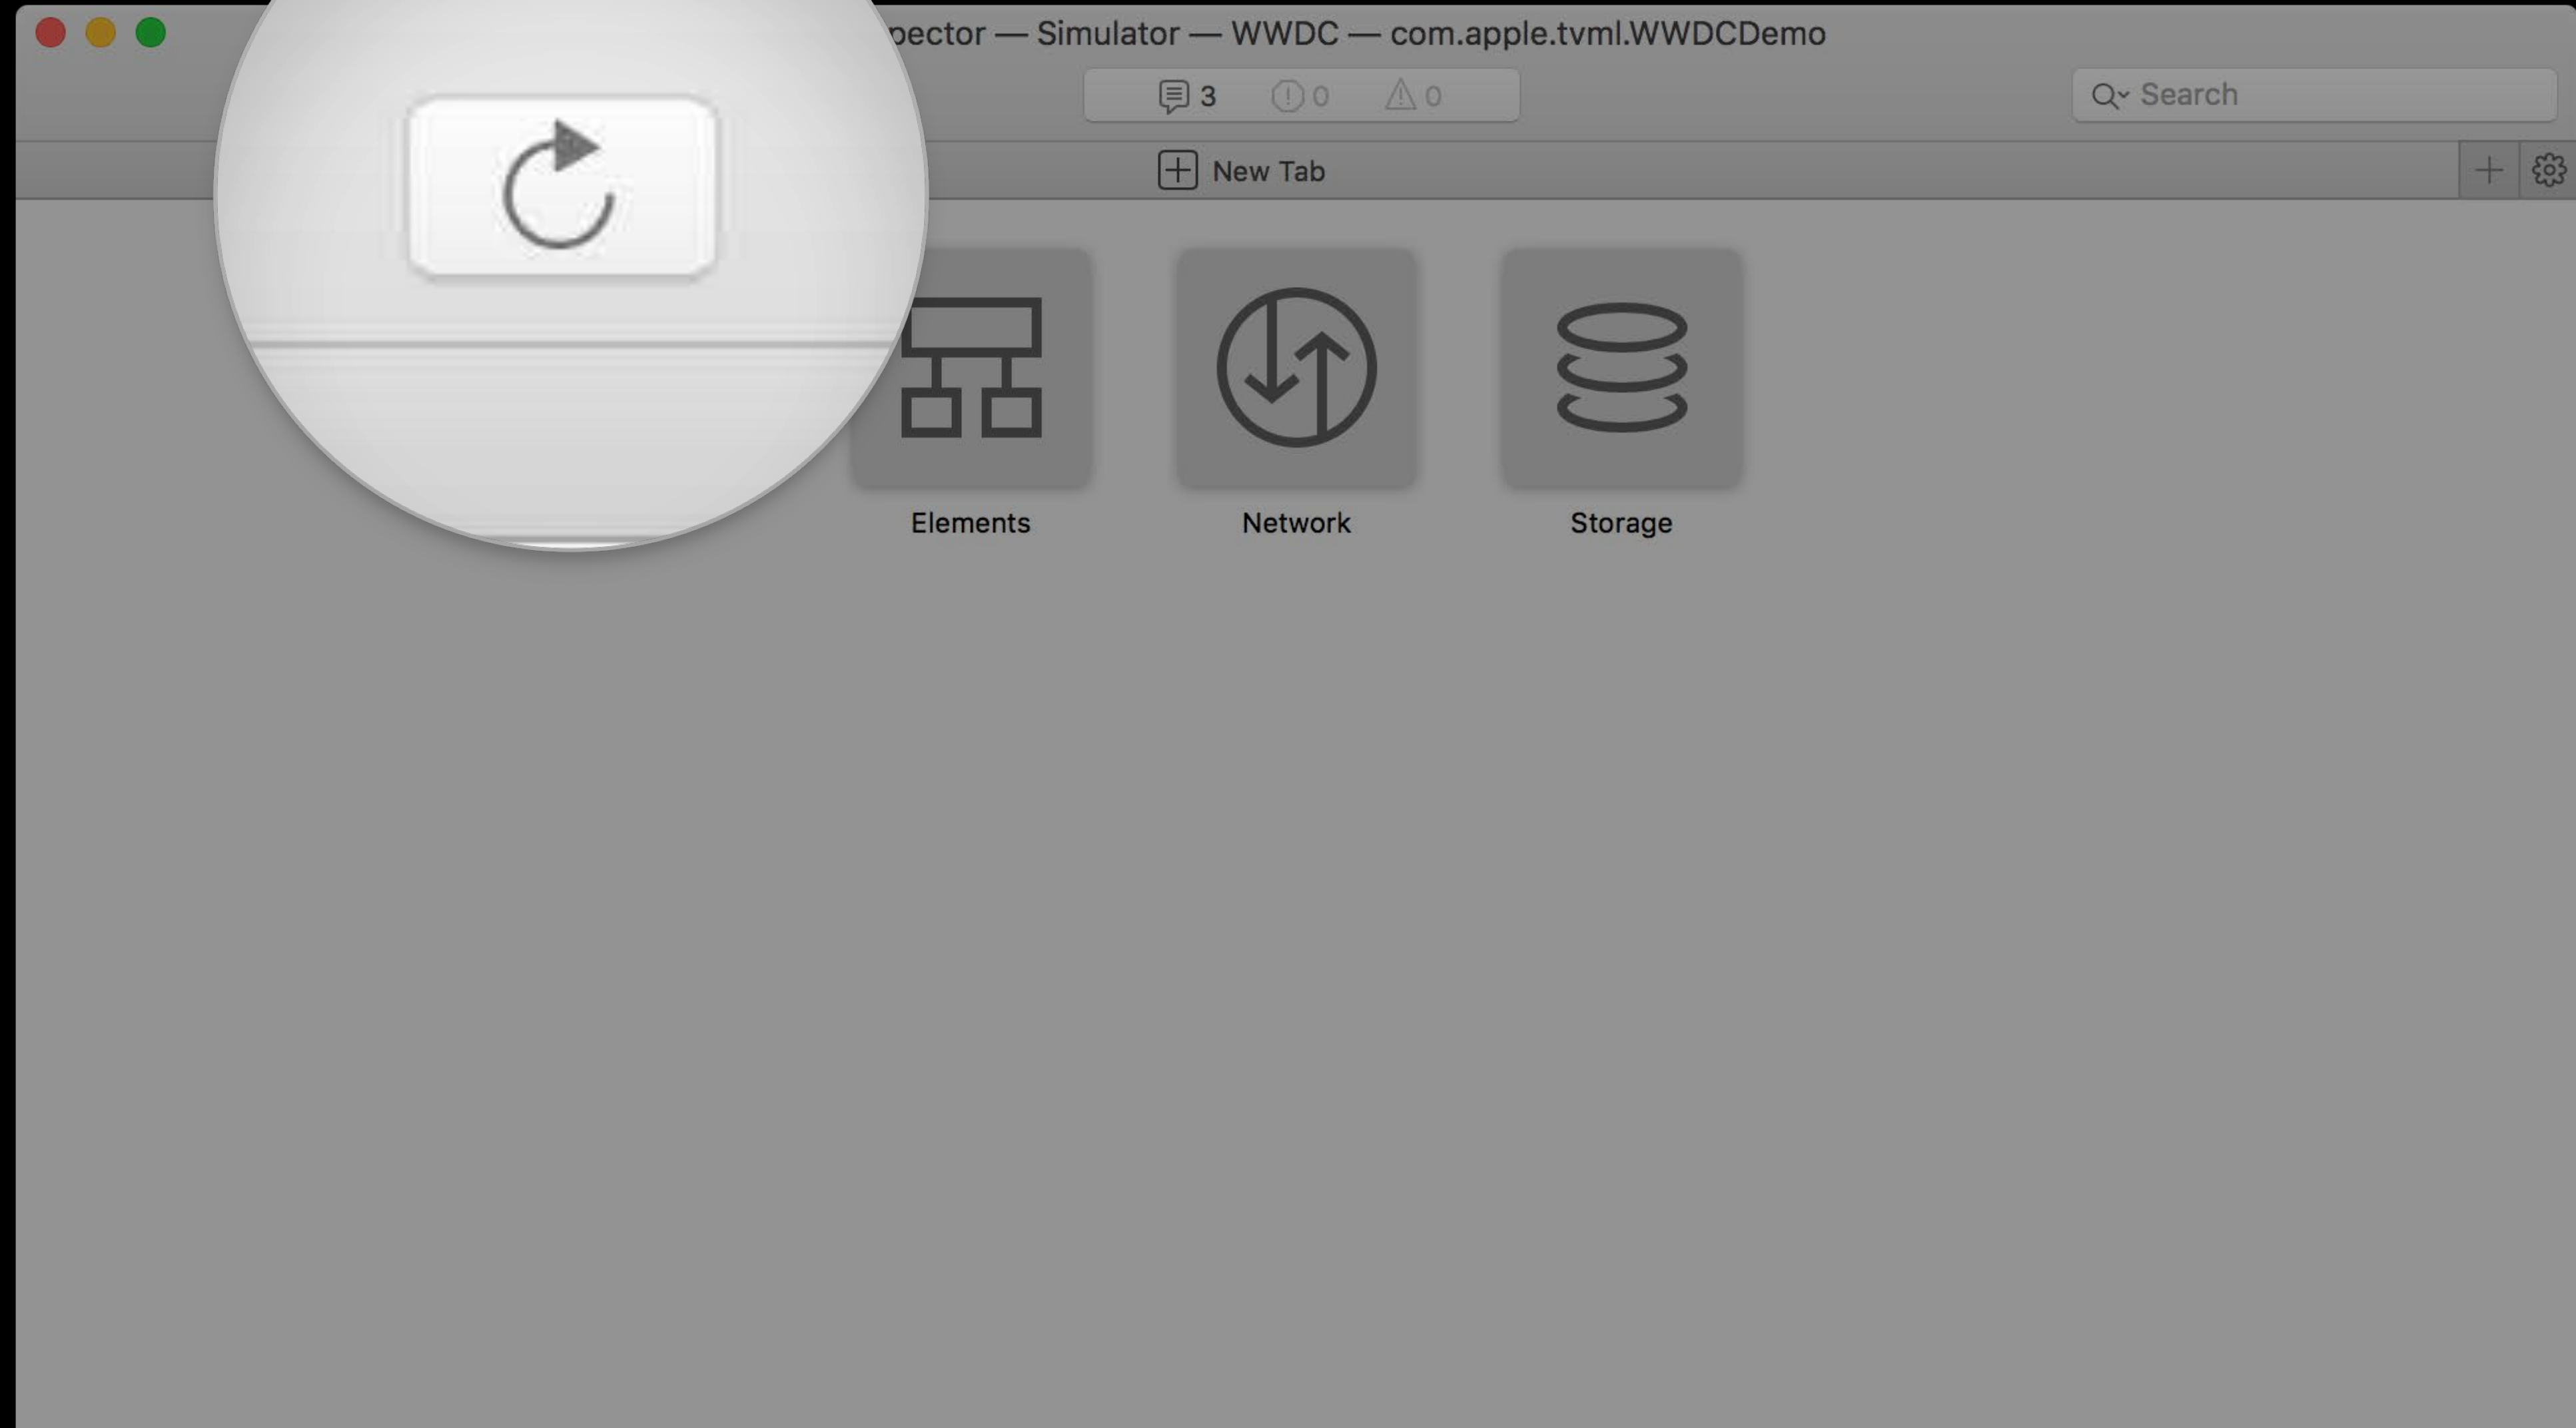 pector — Simulator — WWDC — com.apple.tvml.WWDCDemo
3 0 0
Search
New Tab
Elements Network Storage